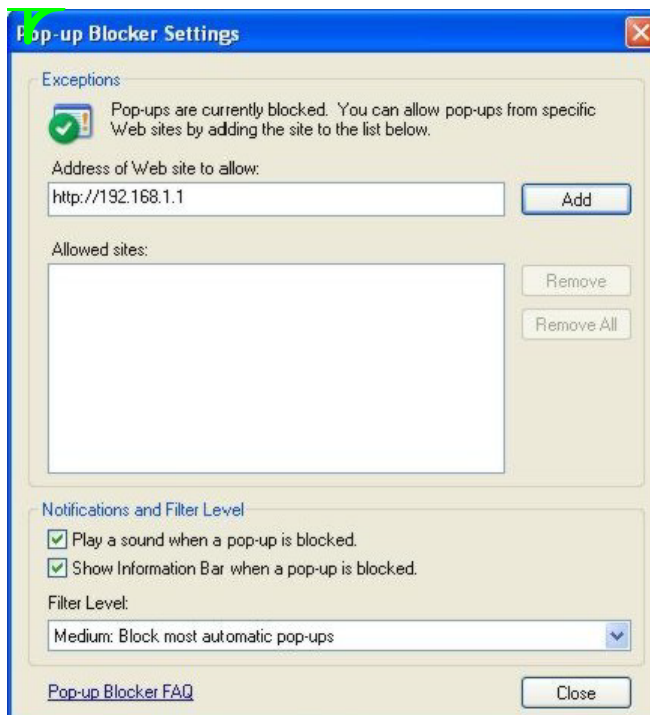 Pop-up Blocker Settings
Exceptions
Pop-ups are currently blocked. You can allow pop-ups from specific
Web sites by adding the site to the list below.
Address of Web site to allow:
http://192.168.1.1
Add
Allowed sites:
Remove
Remove All
Notifications and Filter Level
Play a sound when a pop-up is blocked.
Show Information Bar when a pop-up is blocked.
Filter Level:
Medium: Block most automatic pop-ups
Pop-up Blocker FAQ
Close